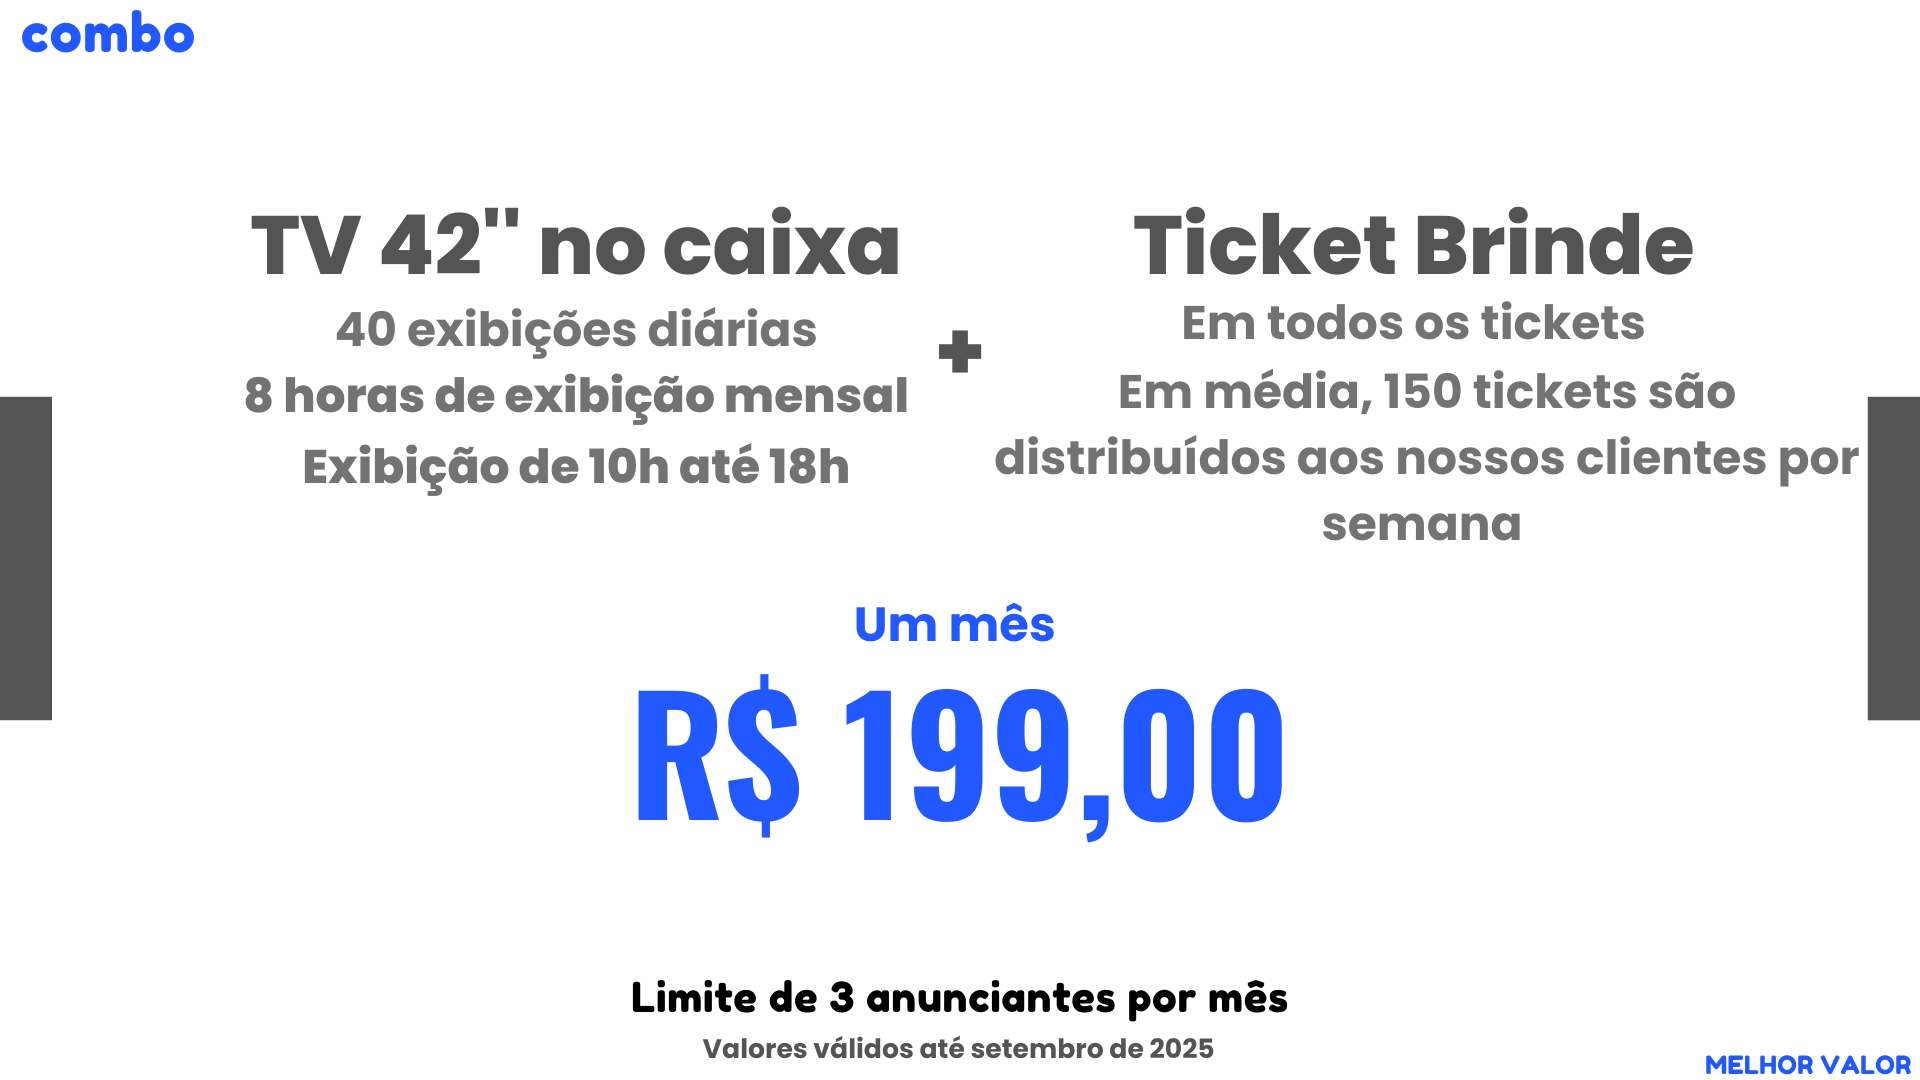 combo
TV 42" no caixa
40 exibições diárias
8 horas de exibição mensal
Exibição de 10h até 18h
+
Ticket Brinde
Em todos os tickets
Em média, 150 tickets são
distribuídos aos nossos clientes por
semana
Um mês
R$ 199,00
Limite de 3 anunciantes por mês
Valores válidos até setembro de 2025
MELHOR VALOR